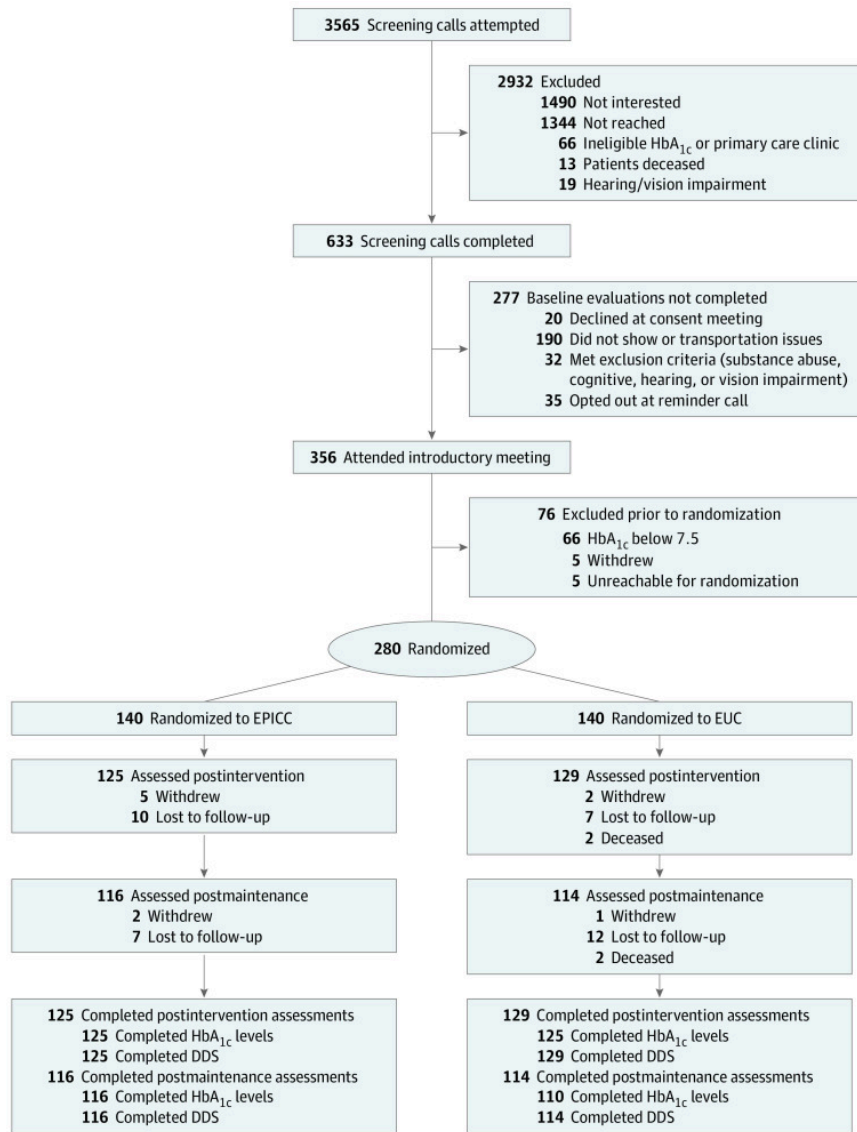 3565 Screening calls attempted
2932 Excluded
1490 Not interested
1344 Not reached
66 Ineligible HbA1c or primary care clinic
13 Patients deceased
19 Hearing/vision impairment
633 Screening calls completed
277 Baseline evaluations not completed
20 Declined at consent meeting
190 Did not show or transportation issues
32 Met exclusion criteria (substance abuse,
cognitive, hearing, or vision impairment)
35 Opted out at reminder call
356 Attended introductory meeting
76 Excluded prior to randomization
66 HbA1c below 7.5
5 Withdrew
5 Unreachable for randomization
280 Randomized
140 Randomized to EPICC
125 Assessed postintervention
5 Withdrew
10 Lost to follow-up
116 Assessed postmaintenance
2 Withdrew
7 Lost to follow-up
125 Completed postintervention assessments
125 Completed HbA1c levels
125 Completed DDS
116 Completed postmaintenance assessments
116 Completed HbA1c levels
116 Completed DDS
140 Randomized to EUC
129 Assessed postintervention
2 Withdrew
7 Lost to follow-up
2 Deceased
114 Assessed postmaintenance
1 Withdrew
12 Lost to follow-up
2 Deceased
129 Completed postintervention assessments
125 Completed HbA1c levels
129 Completed DDS
114 Completed postmaintenance assessments
110 Completed HbA1c levels
114 Completed DDS